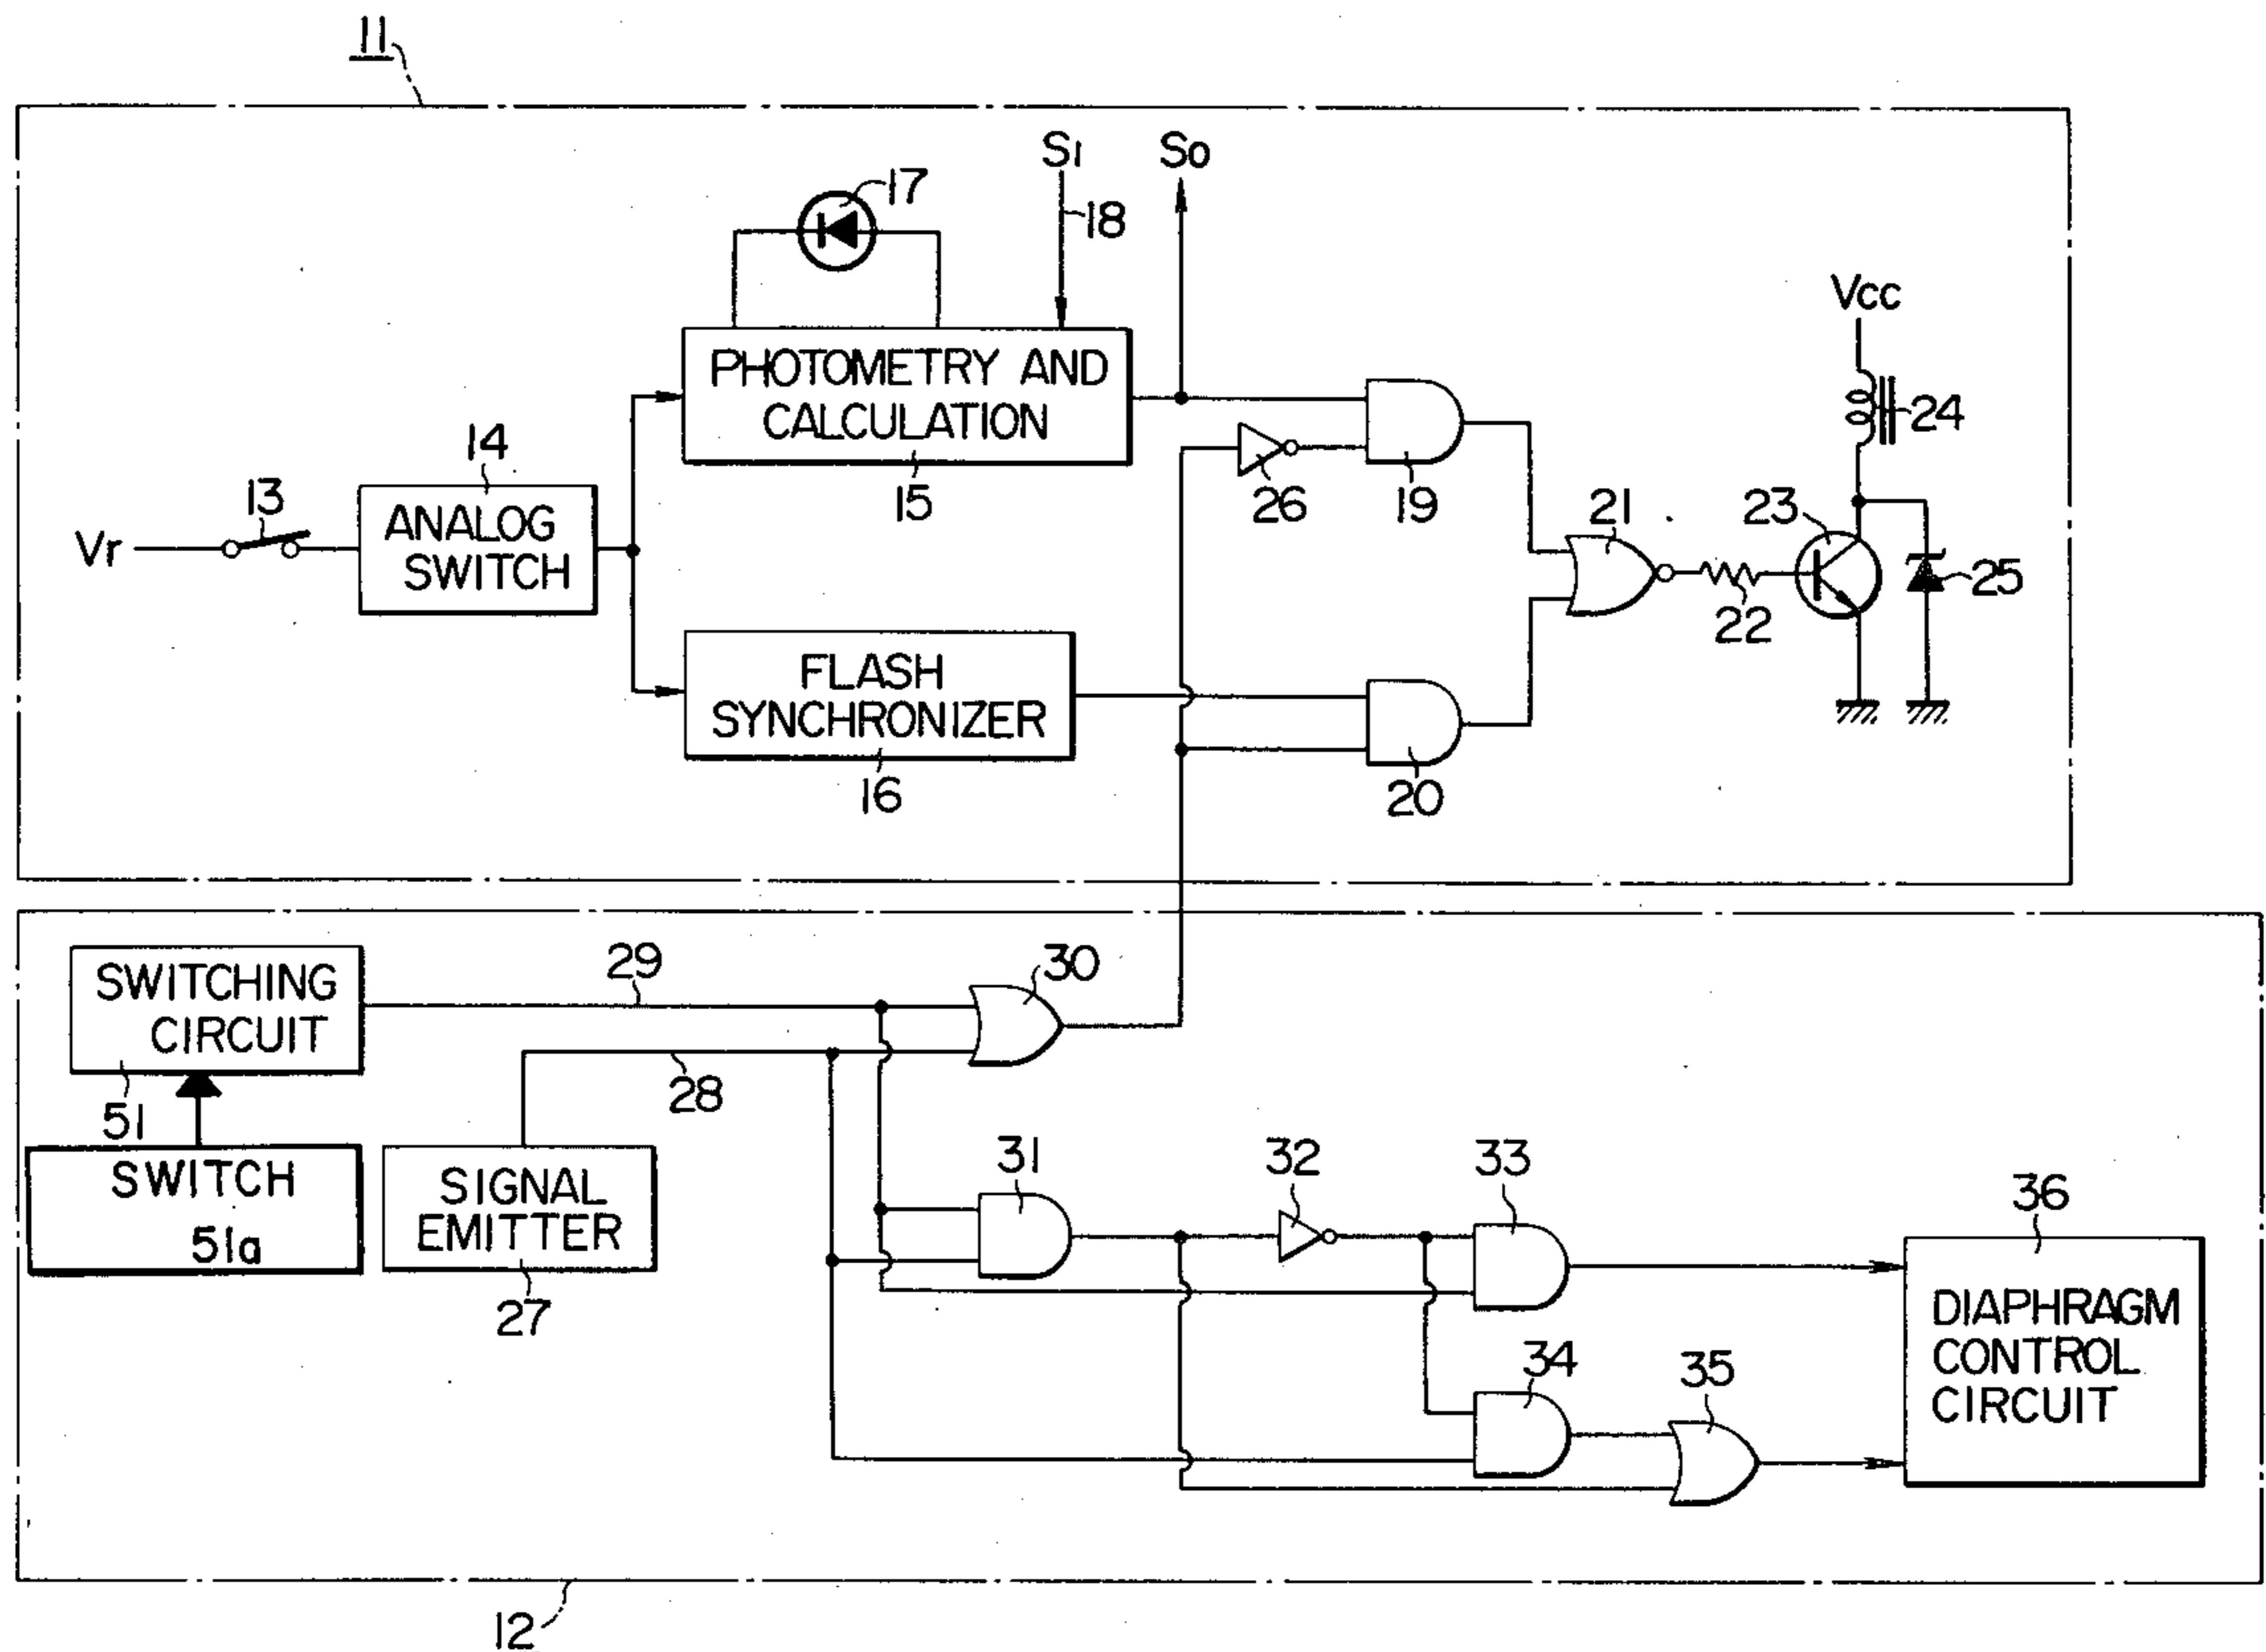 11
Si
So
17
18
Vcc
PHOTOMETRY AND
CALCULATION
24
14
15
26
19
13
21
23
Vr
ANALOG
SWITCH
25
22
FLASH
SYNCHRONIZER
16
20
SWITCHING
CIRCUIT
29
30
28
51
SWITCH
51a
SIGNAL
EMITTER
27
31
32
33
36
DIAPHRAGM
CONTROL
CIRCUIT
34
35
12